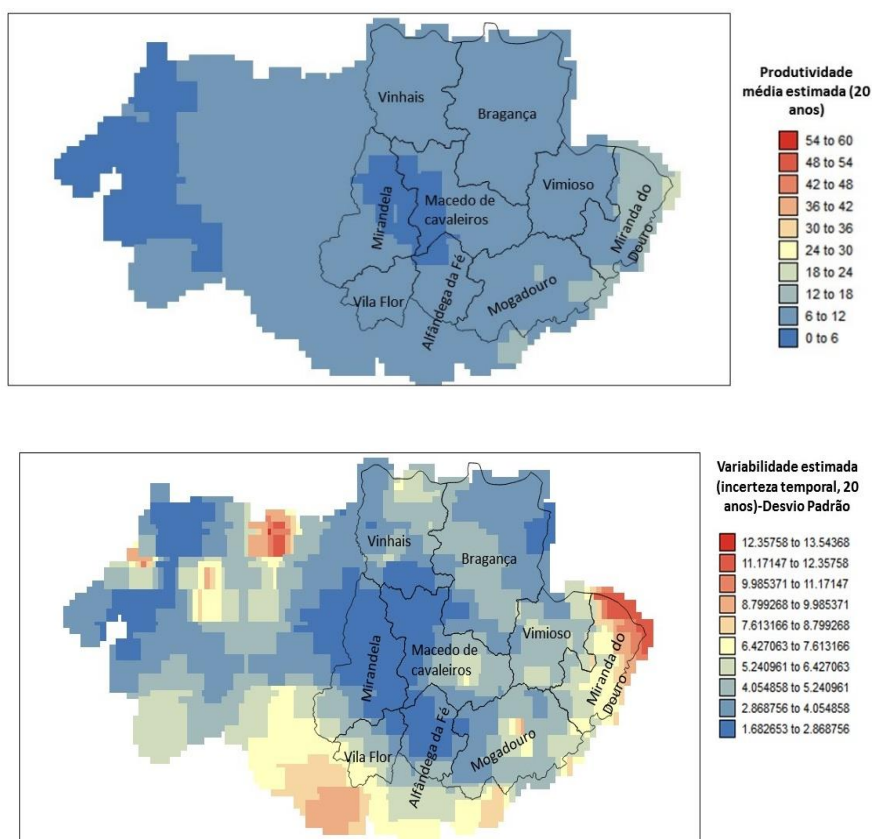 Produtividade
média estimada (20
anos)
54 to 60
48 to 54
42 to 48
36 to 42
30 to 36
24 to 30
18 to 24
12 to 18
6 to 12
0 to 6
Vinhais
Bragança
Vimioso
Miranda do
Douro
Macedo de
cavaleiros
Mirandela
Alfândega da Fé
Mogadouro
Vila Flor
Variabilidade estimada
(incerteza temporal, 20
anos)-Desvio Padrão
12.35758 to 13.54368
11.17147 to 12.35758
9.985371 to 11.17147
8.799268 to 9.985371
7.613166 to 8.799268
6.427063 to 7.613166
5.240961 to 6.427063
4.054858 to 5.240961
2.868756 to 4.054858
1.682653 to 2.868756
Vinhais
Bragança
Vimioso
Miranda do
Douro
Macedo de
cavaleiros
Mirandela
Alfândega da Fé
Mogadouro
Vila Flor